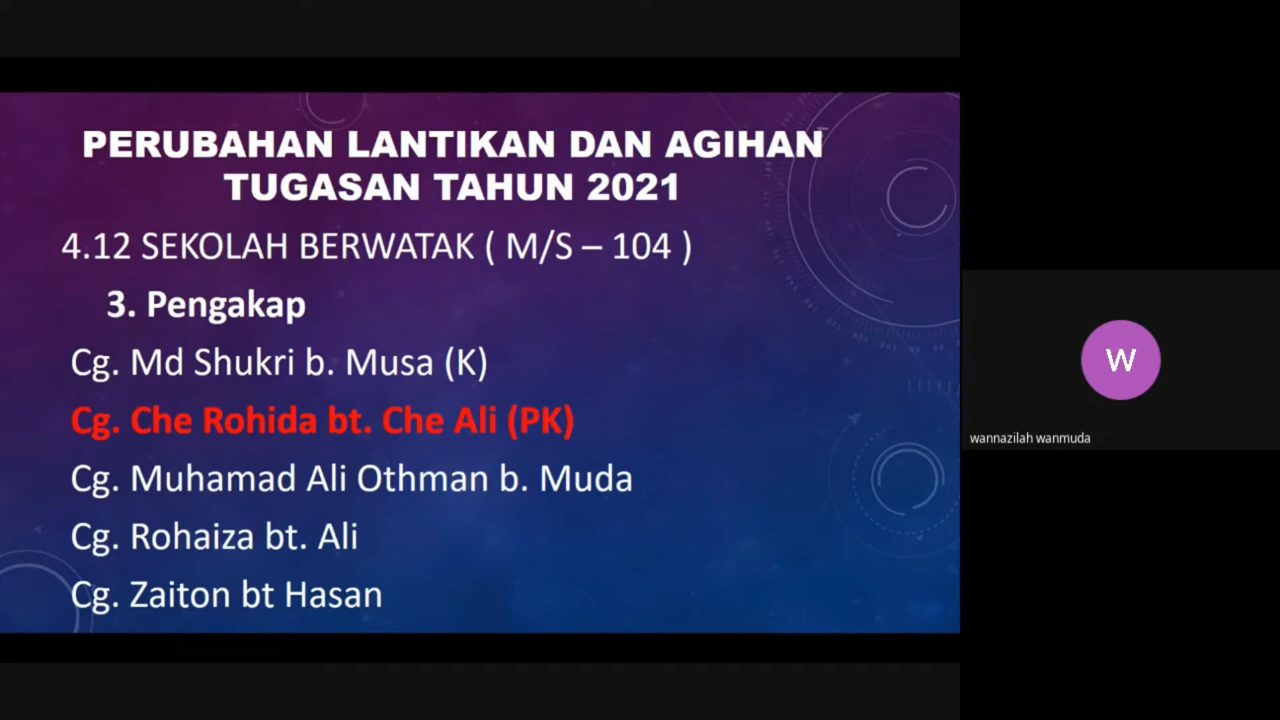 PERUBAHAN LANTIKAN DAN AGIHAN
TUGASAN TAHUN 2021
4.12 SEKOLAH BERWATAK ( M/S – 104 )
3. Pengakap
Cg. Md Shukri b. Musa (K)
Cg. Che Rohida bt. Che Ali (PK)
Cg. Muhamad Ali Othman b. Muda
Cg. Rohaiza bt. Ali
Cg. Zaiton bt Hasan
W
wannazilah wanmuda